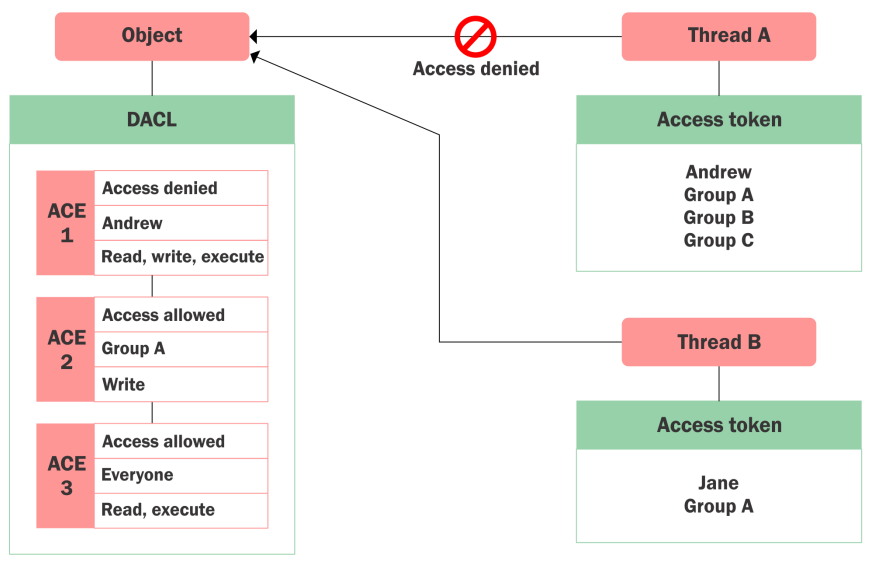 Object
Access denied
Thread A
DACL
ACE
1
Access denied
Andrew
Read, write, execute
ACE
2
Access allowed
Group A
Write
ACE
3
Access allowed
Everyone
Read, execute
Access token
Andrew
Group A
Group B
Group C
Thread B
Access token
Jane
Group A